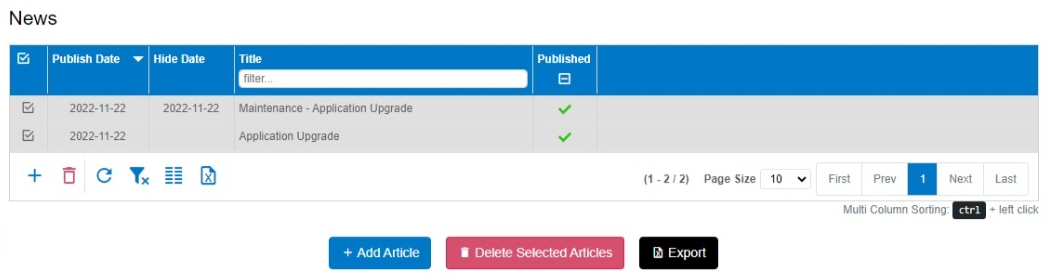 News
Publish Date Hide Date Title Published
filter...
2022-11-22 2022-11-22 Maintenance - Application Upgrade
2022-11-22 Application Upgrade
(1 - 2 / 2) Page Size 10 First Prev 1 Next Last
Multi Column Sorting: ctrl + left click
+ Add Article Delete Selected Articles Export